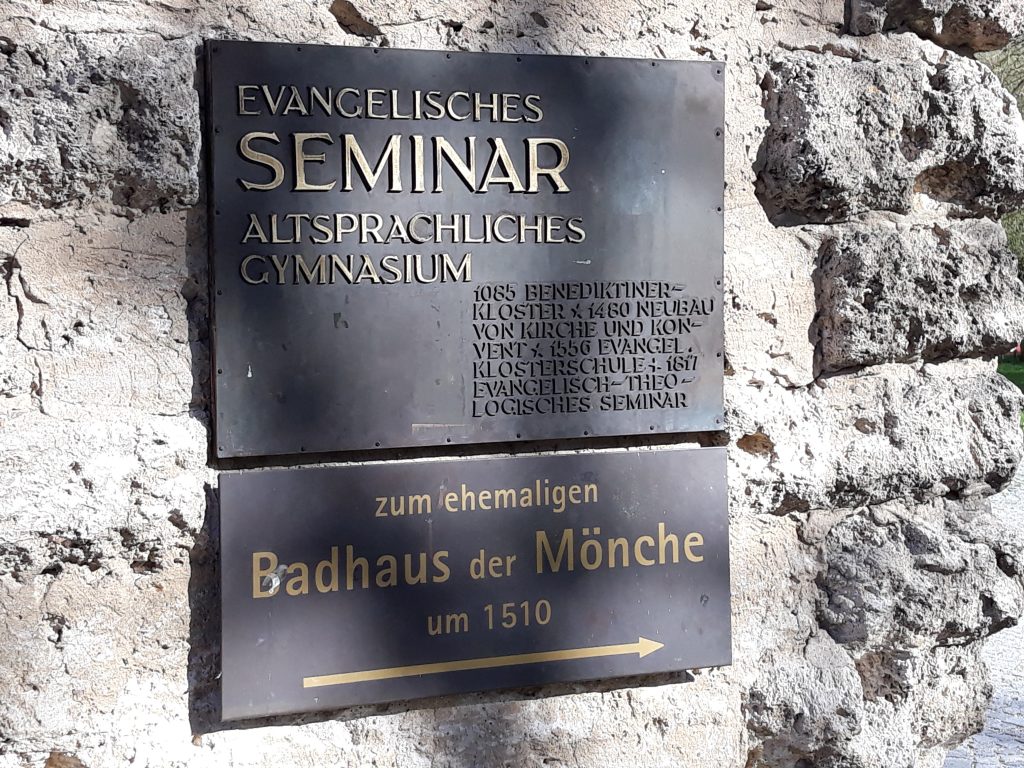 EVANGELISCHES
SEMINAR
ALTSPRACHLICHES
GYMNASIUM
1085 BENEDIKTINER-
KLOSTER ⋆ 1480 NEUBAU
VON KIRCHE UND KON-
VENT ⋆ 1556 EVANGEL.
KLOSTERSCHULE ⋆ 1817
EVANGELISCH-THEO-
LOGISCHES SEMINAR
zum ehemaligen
Badhaus der Mönche
um 1510